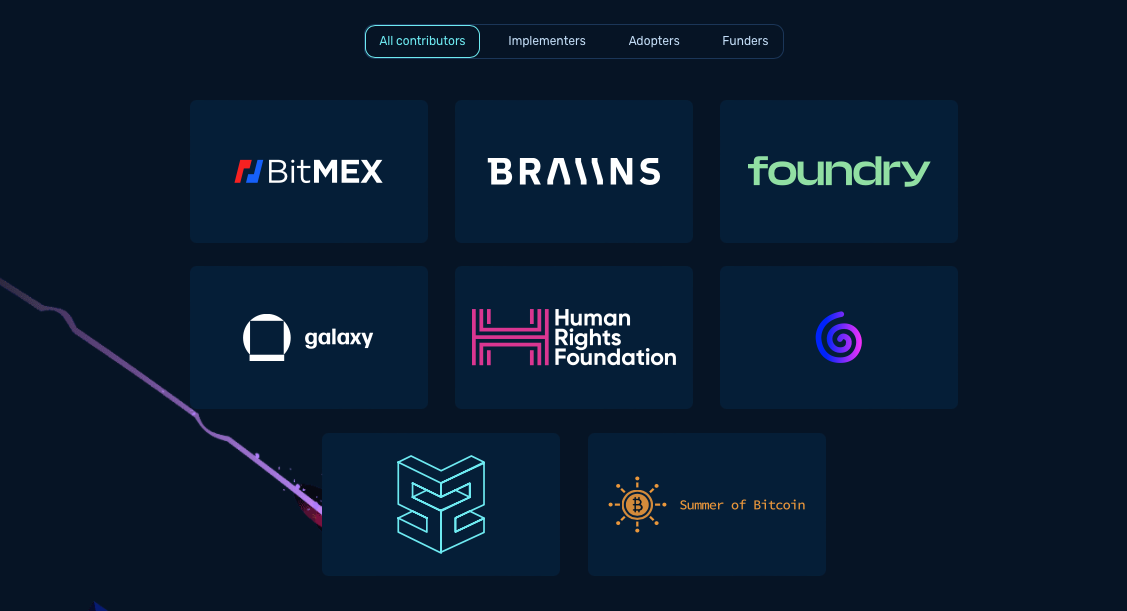 All contributors Implementers Adopters Funders
BitMEX BRAIINS foundry
galaxy
Human
Rights
Foundation
Summer of Bitcoin